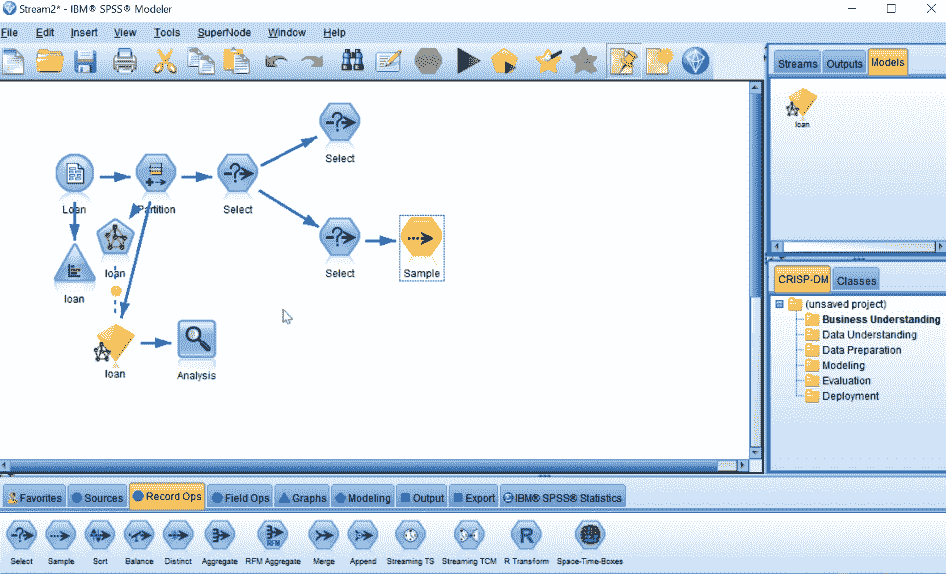 Stream2* - IBM® SPSS® Modeler
File Edit Insert View Tools SuperNode Window Help
Streams Outputs Models
loan
Select
Loan Partition Select
loan
loan
Select Sample
loan
Analysis
CRISP-DM Classes
(unsaved project)
Business Understanding
Data Understanding
Data Preparation
Modeling
Evaluation
Deployment
Favorites Sources Record Ops Field Ops Graphs Modeling Output Export IBM® SPSS® Statistics
R
RFM
Select Sample Sort Balance Distinct Aggregate RFM Aggregate Merge Append Streaming TS Streaming TCM R Transform Space-Time-Boxes